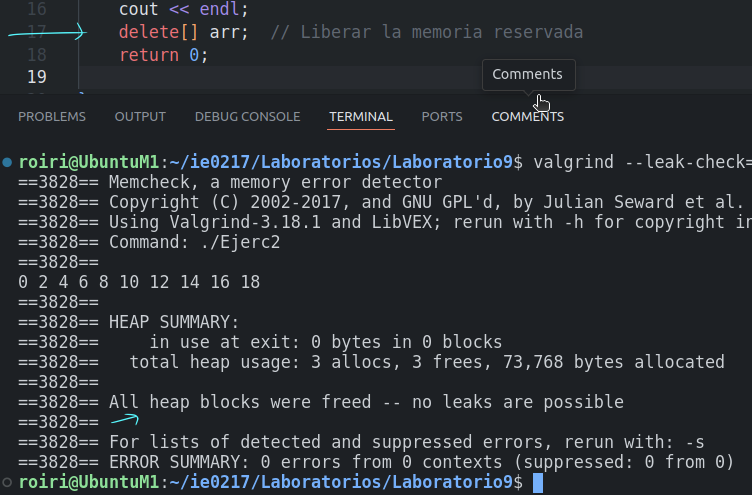 16 cout << endl;
17 delete[] arr; // Liberar la memoria reservada
18 return 0;
19
Comments
PROBLEMS OUTPUT DEBUG CONSOLE TERMINAL PORTS COMMENTS
roiri@UbuntuM1:~/ie0217/Laboratorios/Laboratorio9$ valgrind --leak-check=
==3828== Memcheck, a memory error detector
==3828== Copyright (C) 2002-2017, and GNU GPL'd, by Julian Seward et al.
==3828== Using Valgrind-3.18.1 and LibVEX; rerun with -h for copyright in
==3828== Command: ./Ejerc2
==3828==
0 2 4 6 8 10 12 14 16 18
==3828==
==3828== HEAP SUMMARY:
==3828==     in use at exit: 0 bytes in 0 blocks
==3828==   total heap usage: 3 allocs, 3 frees, 73,768 bytes allocated
==3828==
==3828== All heap blocks were freed -- no leaks are possible
==3828==
==3828== For lists of detected and suppressed errors, rerun with: -s
==3828== ERROR SUMMARY: 0 errors from 0 contexts (suppressed: 0 from 0)
roiri@UbuntuM1:~/ie0217/Laboratorios/Laboratorio9$